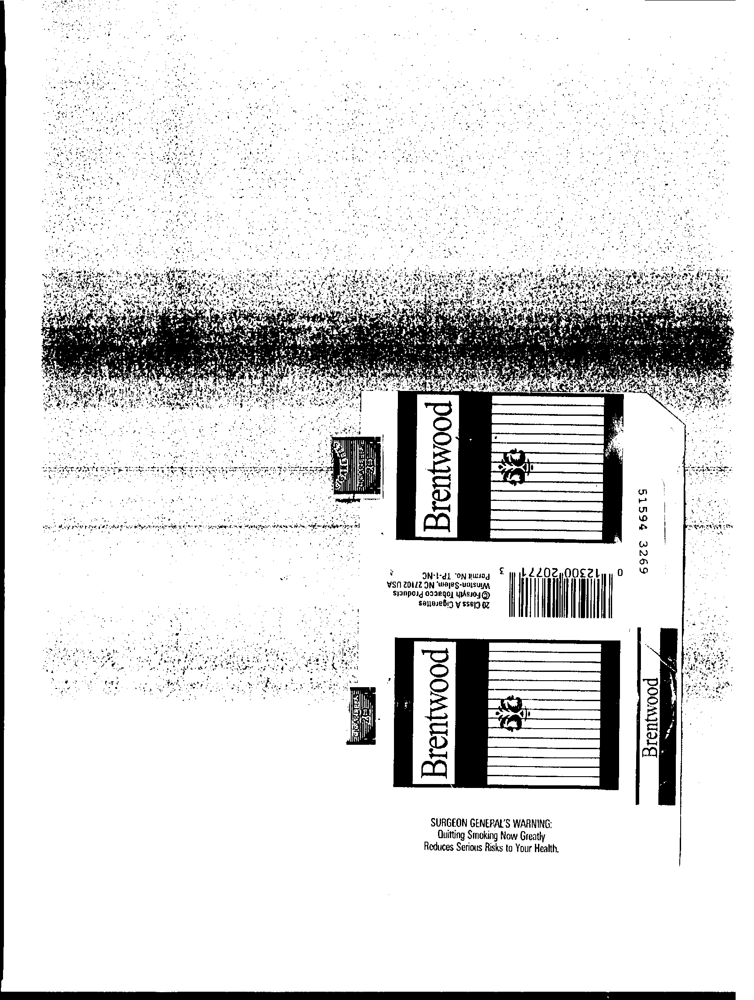 Brentwood
51594 3269
20 Class A Cigarettes
© Forsyth Tobacco Products
Winston-Salem, NC 27102 USA
Permit No. TP-1-NC
0 12300 20771 3
Brentwood
Brentwood
SURGEON GENERAL'S WARNING:
Quitting Smoking Now Greatly
Reduces Serious Risks to Your Health.